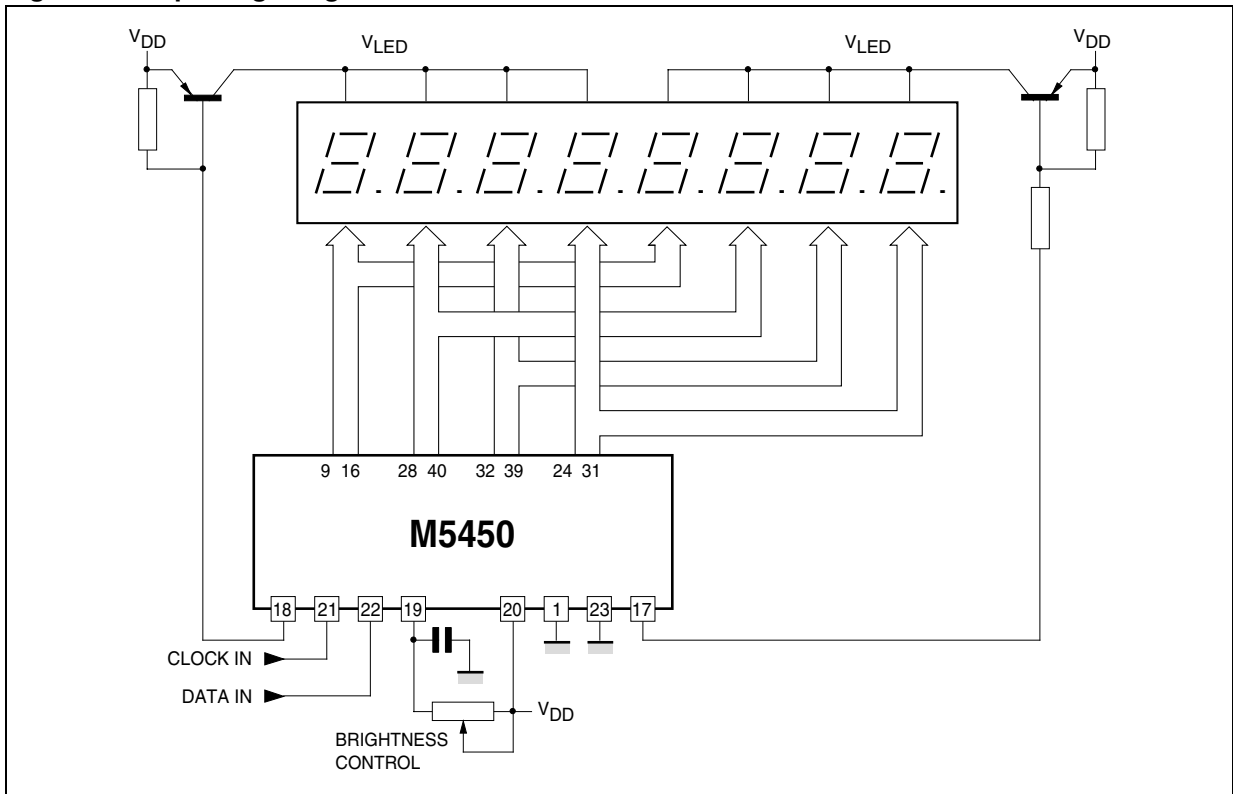 VDD VLED VLED VDD
9 16 28 40 32 39 24 31
M5450
18 21 22 19 20 1 23 17
CLOCK IN
DATA IN
VDD
BRIGHTNESS
CONTROL